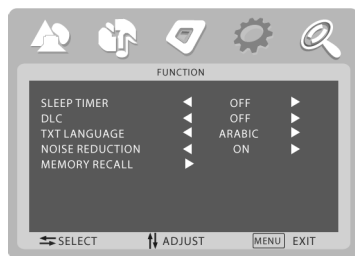 FUNCTION
SLEEP TIMER OFF
DLC OFF
TXT LANGUAGE ARABIC
NOISE REDUCTION ON
MEMORY RECALL
SELECT ADJUST MENU EXIT